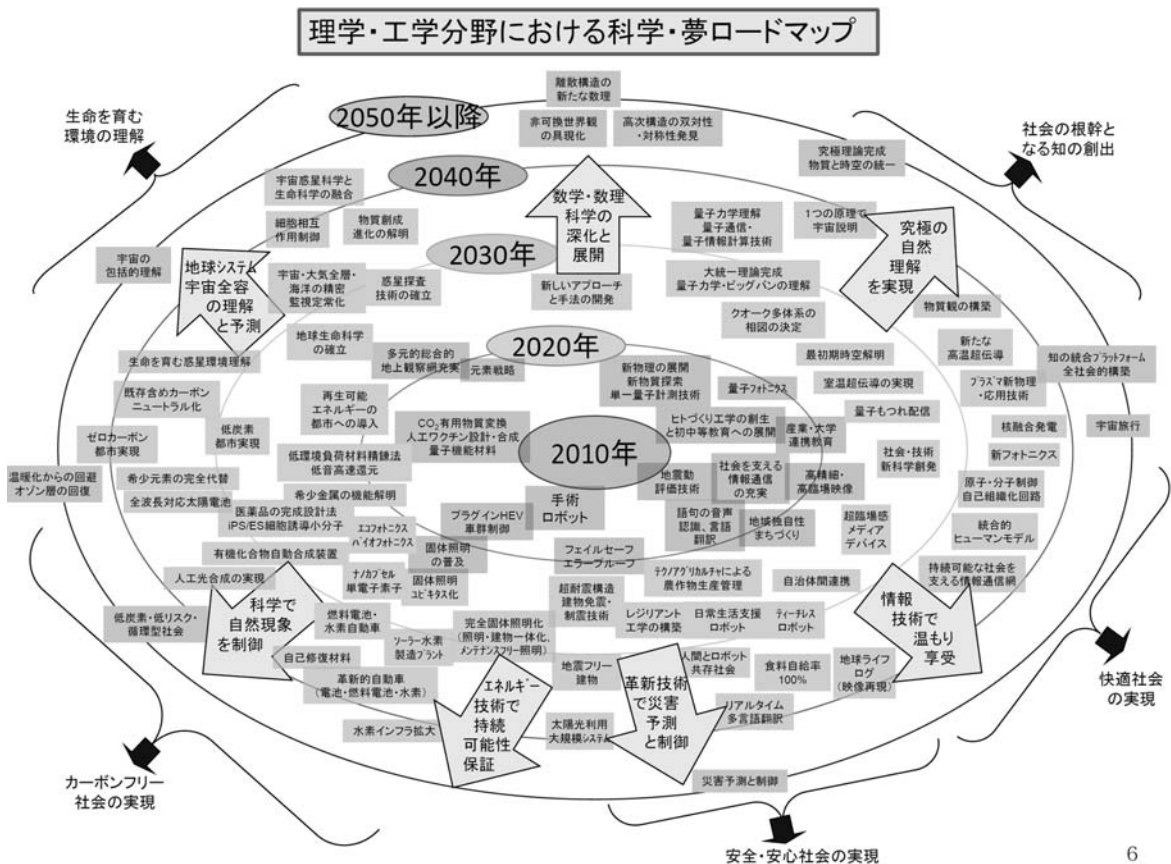 理学・工学分野における科学・夢ロードマップ
生命を育む
環境の理解
2050年以降
離散構造の
新たな数理
非可換世界観
の具現化
高次構造の双対性
・対称性発見
社会の根幹と
なる知の創出
究極理論完成
物質と時空の統一
2040年
宇宙惑星科学と
生命科学の融合
細胞相互
作用制御
物質創成
進化の解明
数学・数理
科学の
深化と
展開
量子力学理解
量子通信・
量子情報計算技術
1つの原理で
宇宙説明
究極の
自然
理解
を実現
宇宙の
包括的理解
地球システム
宇宙全容
の理解
と予測
2030年
宇宙・大気全層・
海洋の精密
監視定常化
惑星探査
技術の確立
新しいアプローチ
と手法の開発
大統一理論完成
量子力学・ビッグバンの理解
物質観の構築
クオーク多体系の
相図の決定
地球生命科学
の確立
2020年
生命を育む惑星環境理解
多元的総合的
地上観察網充実
元素戦略
新物理の展開
新物質探索
単一量子計測技術
最初期時空解明
新たな
高温超伝導
知の統合プラットフォーム
全社会的構築
既存含めカーボン
ニュートラル化
再生可能
エネルギーの
都市への導入
量子フォトニクス
室温超伝導の実現
プラズマ新物理
・応用技術
CO₂有用物質変換
人工ワクチン設計・合成
量子機能材料
ヒトづくり工学の創生
と初中等教育への展開
産業・大学
連携教育
量子もつれ配信
核融合発電
宇宙旅行
ゼロカーボン
都市実現
低炭素
都市実現
2010年
低環境負荷材料精錬法
低音高速還元
社会・技術
新科学創発
新フォトニクス
温暖化からの回避
オゾン層の回復
希少元素の完全代替
地震動
評価技術
社会を支える
情報通信
の充実
高精細・
高臨場映像
原子・分子制御
自己組織化回路
全波長対応太陽電池
希少金属の機能解明
手術
ロボット
医薬品の完成設計法
iPS/ES細胞誘導小分子
エコフォトニクス
バイオフォトニクス
プラグインHEV
車群制御
語句の音声
認識、言語
翻訳
地域独自性
まちづくり
超臨場感
メディア
デバイス
統合的
ヒューマンモデル
有機化合物自動合成装置
固体照明
の普及
フェイルセーフ
エラープルーフ
人工光合成の実現
ナノカプセル
単電子素子
固体照明
ユビキタス化
テクノアグリカルチャによる
農作物生産管理
自治体間連携
持続可能な社会を
支える情報通信網
超耐震構造
建物免震・
制震技術
低炭素・低リスク・
循環型社会
科学で
自然現象
を制御
燃料電池・
水素自動車
ソーラー水素
製造プラント
完全固体照明化
(照明・建物一体化、
メンテナンスフリー照明)
レジリアント
工学の構築
日常生活支援
ロボット
ティーチレス
ロボット
情報
技術で
温もり
享受
自己修復材料
地震フリー
建物
人間とロボット
共存社会
食料自給率
100%
地球ライフ
ログ
(映像再現)
革新的自動車
(電池・燃料電池・水素)
エネルギー
技術で
持続
可能性
保証
革新技術
で災害
予測
と制御
リアルタイム
多言語翻訳
快適社会
の実現
水素インフラ拡大
太陽光利用
大規模システム
災害予測と制御
カーボンフリー
社会の実現
安全・安心社会の実現
6